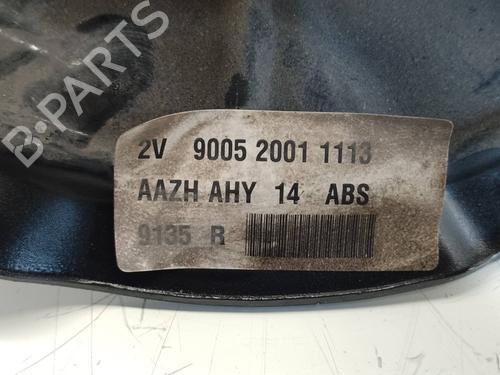 B-PARTS
2V 9005 2001 1113
AAZH AHY 14 ABS
9135 R